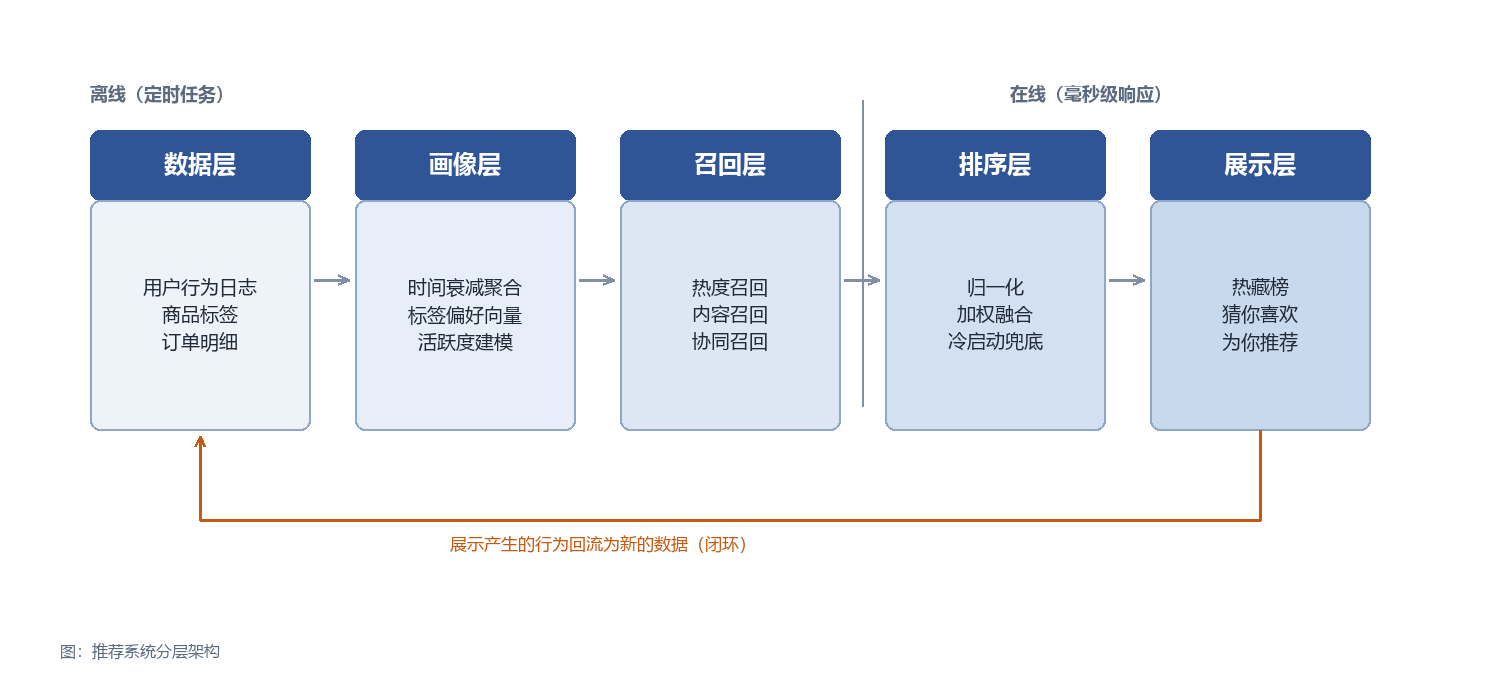 离线（定时任务）
在线（毫秒级响应）
数据层
画像层
召回层
排序层
展示层
用户行为日志
商品标签
订单明细
时间衰减聚合
标签偏好向量
活跃度建模
热度召回
内容召回
协同召回
归一化
加权融合
冷启动兜底
热藏榜
猜你喜欢
为你推荐
展示产生的行为回流为新的数据（闭环）
图：推荐系统分层架构